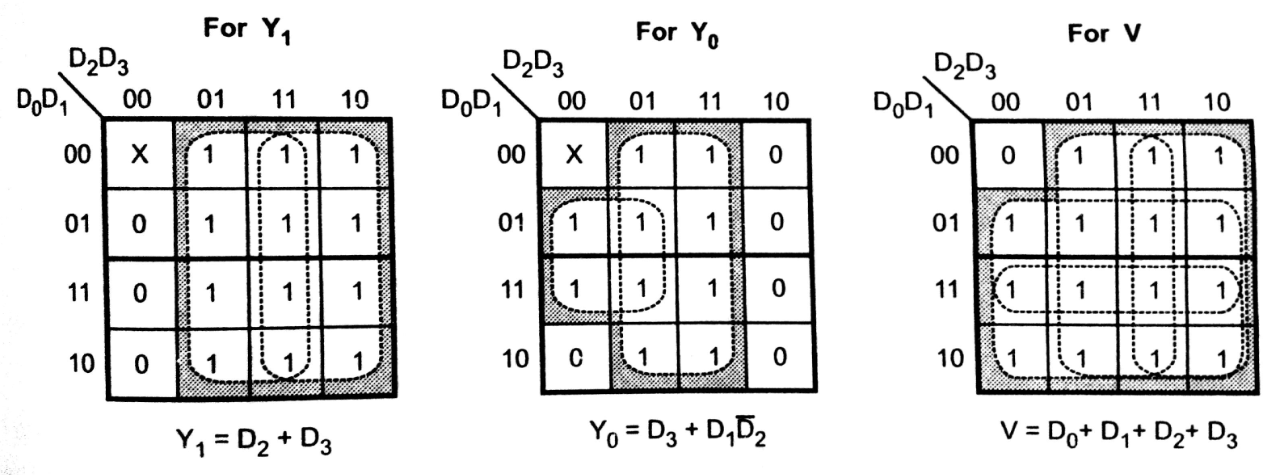 For Y₁ For Y₀ For V
D₂D₃ D₂D₃ D₂D₃
D₀D₁ 00 01 11 10 D₀D₁ 00 01 11 10 D₀D₁ 00 01 11 10
00 X 1 1 1 00 X 1 1 0 00 0 1 1 1
01 0 1 1 1 01 1 1 1 0 01 1 1 1 1
11 0 1 1 1 11 1 1 1 0 11 1 1 1 1
10 0 1 1 1 10 0 1 1 0 10 1 1 1 1
Y₁ = D₂ + D₃ Y₀ = D₃ + D₁D̅₂ V = D₀+ D₁+ D₂+ D₃